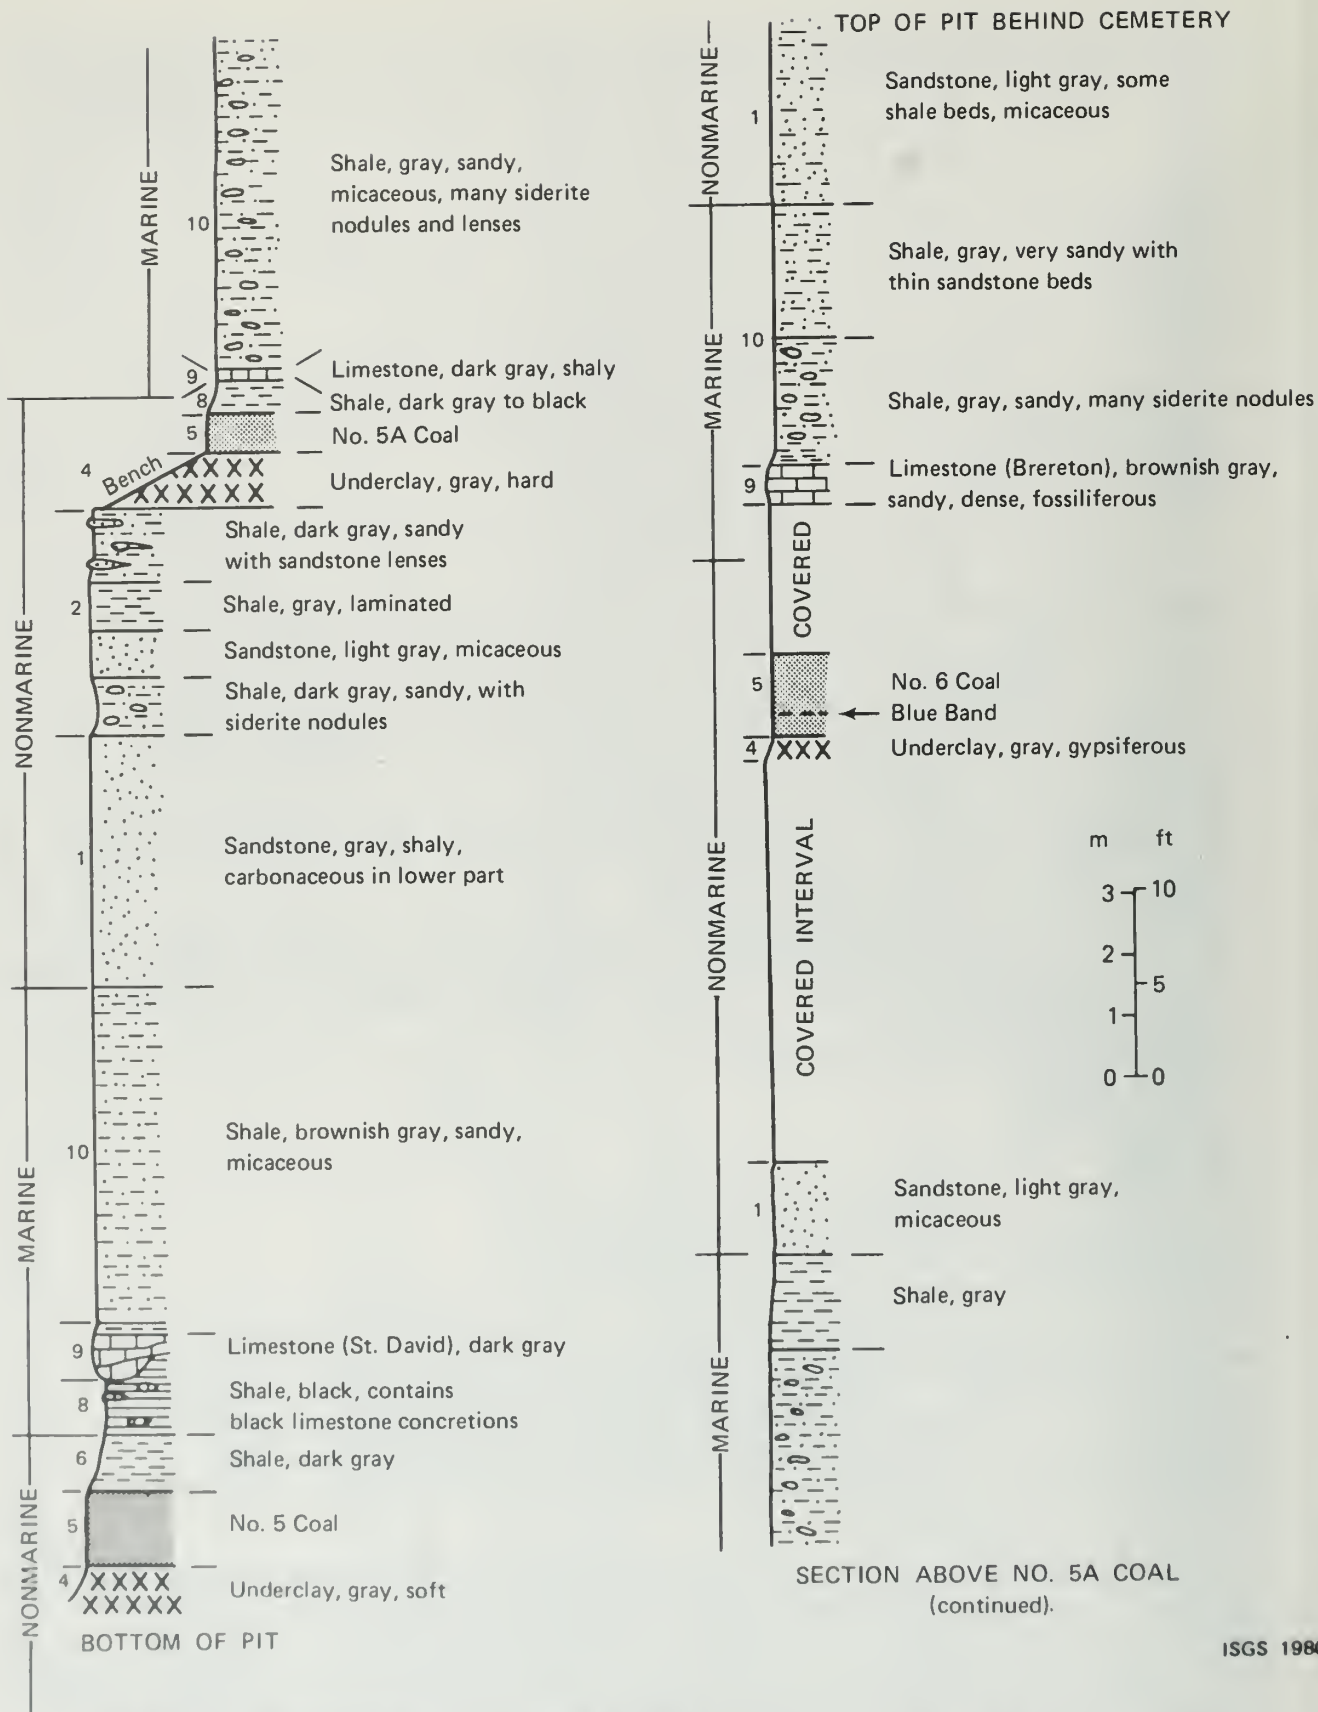 MARINE
10
Shale, gray, sandy,
micaceous, many siderite
nodules and lenses
9
Limestone, dark gray, shaly
8
Shale, dark gray to black
5
No. 5A Coal
4
Bench
Underclay, gray, hard
NONMARINE
Shale, dark gray, sandy
with sandstone lenses
2
Shale, gray, laminated
Sandstone, light gray, micaceous
Shale, dark gray, sandy, with
siderite nodules
1
Sandstone, gray, shaly,
carbonaceous in lower part
MARINE
10
Shale, brownish gray, sandy,
micaceous
9
Limestone (St. David), dark gray
8
Shale, black, contains
black limestone concretions
NONMARINE
6
Shale, dark gray
5
No. 5 Coal
4
Underclay, gray, soft
BOTTOM OF PIT
TOP OF PIT BEHIND CEMETERY
NONMARINE
1
Sandstone, light gray, some
shale beds, micaceous
MARINE
Shale, gray, very sandy with
thin sandstone beds
10
Shale, gray, sandy, many siderite nodules
9
Limestone (Brereton), brownish gray,
sandy, dense, fossiliferous
COVERED
NONMARINE
5
No. 6 Coal
Blue Band
4
Underclay, gray, gypsiferous
COVERED INTERVAL
m ft
3 10
2
5
1
0 0
1
Sandstone, light gray,
micaceous
MARINE
Shale, gray
SECTION ABOVE NO. 5A COAL
(continued).
ISGS